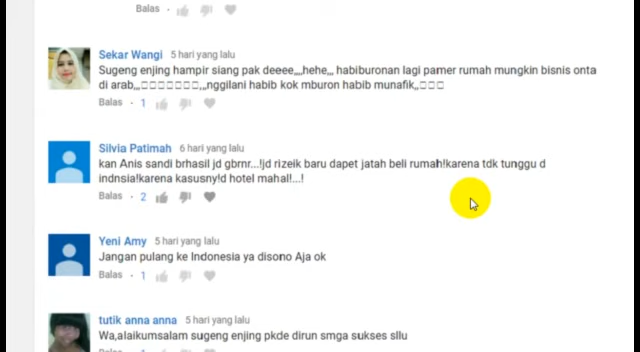 Balas
Sekar Wangi 5 hari yang lalu
Sugeng enjing hampir siang pak deeee,,,,hehe,,, habiburonan lagi pamer rumah mungkin bisnis onta
di arab,,,□□□□□□□,,,nggilani habib kok mburon habib munafik,,□□□
Balas · 1
Silvia Patimah 6 hari yang lalu
kan Anis sandi brhasil jd gbrnr...!jd rizeik baru dapet jatah beli rumah!karena tdk tunggu d
indnsia!karena kasusny!d hotel mahal!...!
Balas · 2
Yeni Amy 5 hari yang lalu
Jangan pulang ke Indonesia ya disono Aja ok
Balas · 1
tutik anna anna 5 hari yang lalu
Wa,alaikumsalam sugeng enjing pkde dirun smga sukses sllu
Balas · 1